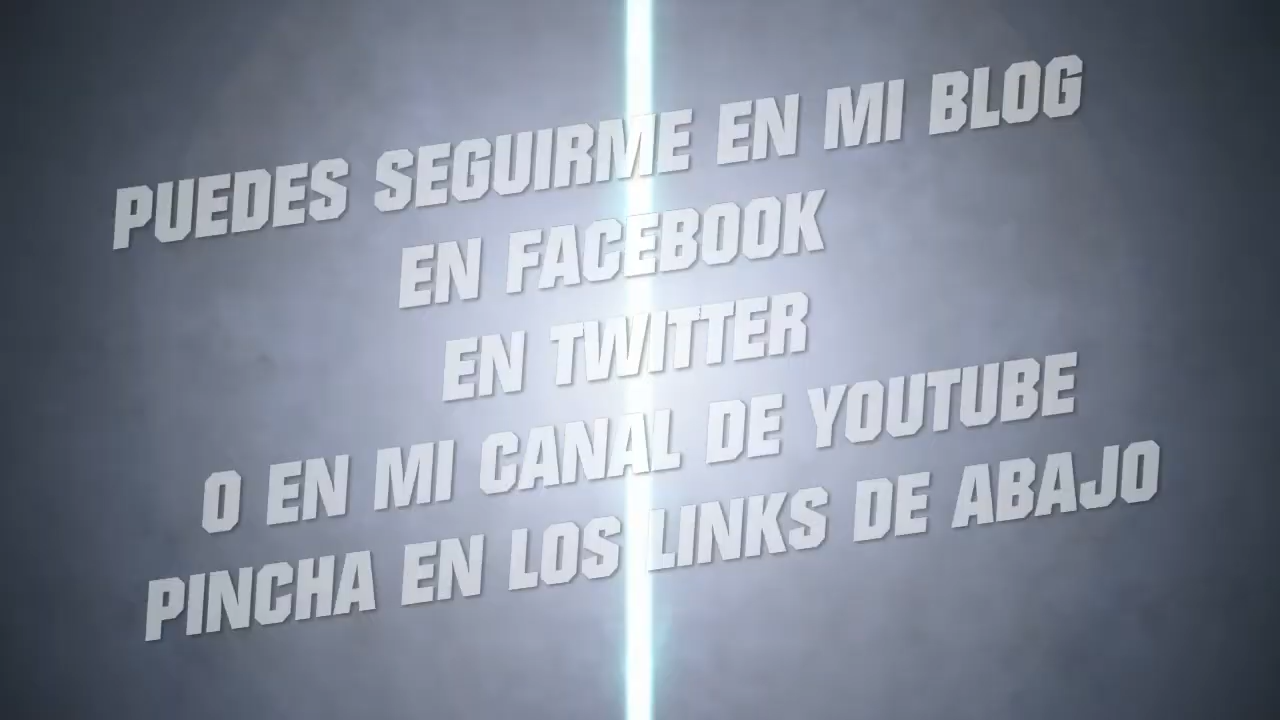 PUEDES SEGUIRME EN MI BLOG
EN FACEBOOK
EN TWITTER
O EN MI CANAL DE YOUTUBE
PINCHA EN LOS LINKS DE ABAJO